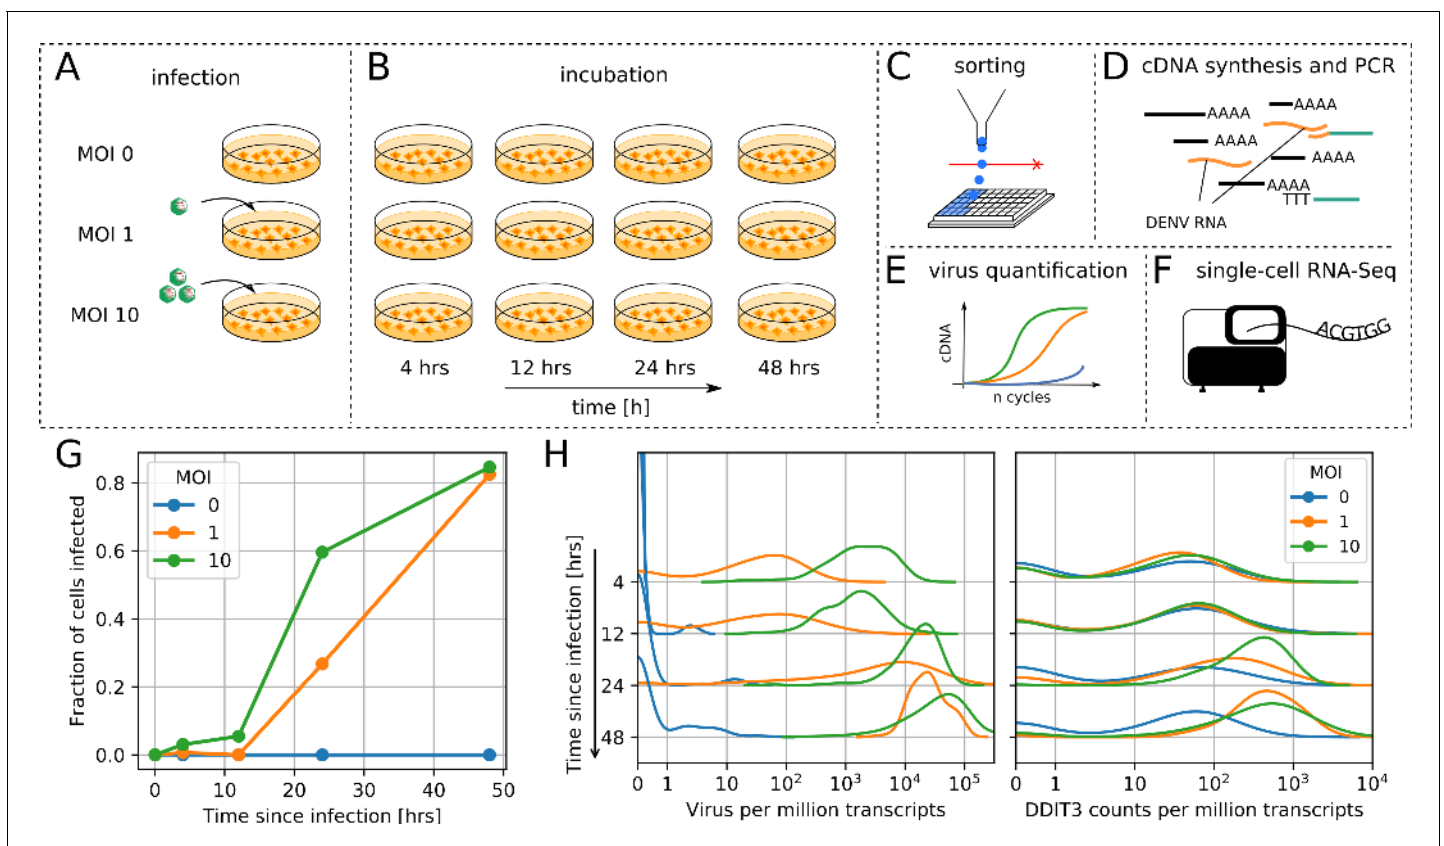 A
infection
MOI 0
MOI 1
MOI 10
B
incubation
4 hrs
12 hrs
24 hrs
48 hrs
time [h]
C
sorting
D
cDNA synthesis and PCR
AAAA
AAAA
AAAA
AAAA
AAAA
TTT
DENV RNA
E
virus quantification
cDNA
n cycles
F
single-cell RNA-Seq
ACGTGG
G
MOI
0
1
10
Fraction of cells infected
0.8
0.6
0.4
0.2
0.0
0 10 20 30 40 50
Time since infection [hrs]
H
Time since infection [hrs]
4
12
24
48
0 1 10 10² 10³ 10⁴ 10⁵
Virus per million transcripts
MOI
0
1
10
0 1 10 10² 10³ 10⁴
DDIT3 counts per million transcripts